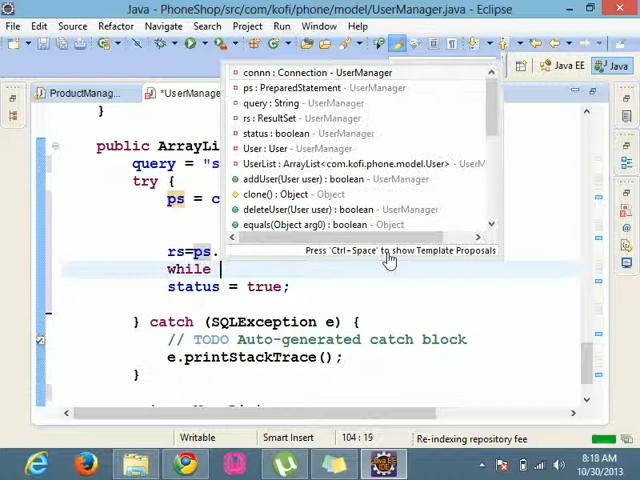 Java - PhoneShop/src/com/kofi/phone/model/UserManager.java - Eclipse
File Edit Source Refactor Navigate Search Project Run Window Help
Java EE Java
ProductManag... *UserManage
connn : Connection - UserManager
ps : PreparedStatement - UserManager
query : String - UserManager
rs : ResultSet - UserManager
status : boolean - UserManager
User : User - UserManager
UserList : ArrayList<com.kofi.phone.model.User> - UserManag
addUser(User user) : boolean - UserManager
clone() : Object - Object
deleteUser(User user) : boolean - UserManager
equals(Object arg0) : boolean - Object
Press 'Ctrl+Space' to show Template Proposals
}
public ArrayList
query = "s
try {
ps = c
rs=ps.
while
status = true;
} catch (SQLException e) {
// TODO Auto-generated catch block
e.printStackTrace();
}
Writable Smart Insert 104 : 19 Re-indexing repository fee
8:18 AM
10/30/2013